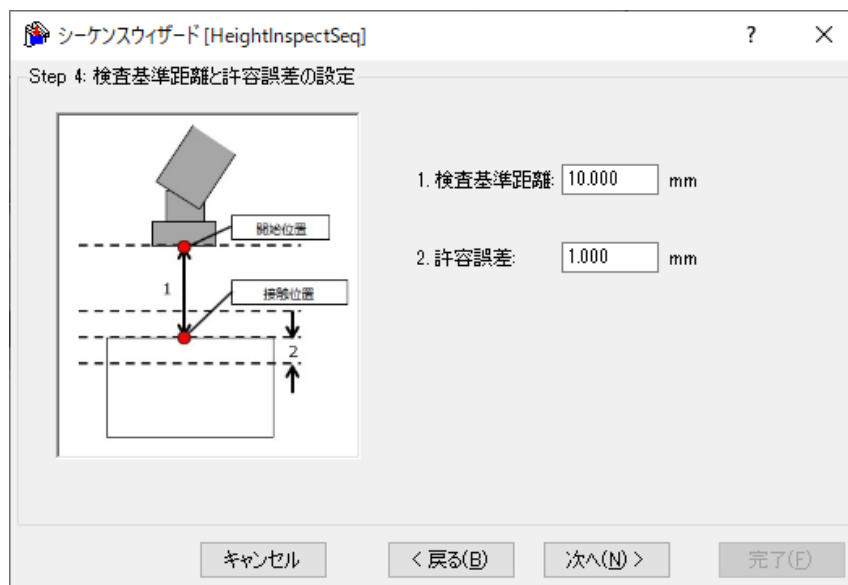 シーケンスウィザード [HeightInspectSeq]
?
Step 4: 検査基準距離と許容誤差の設定
開始位置
1
接触位置
2
1. 検査基準距離: 10.000 mm
2. 許容誤差: 1.000 mm
キャンセル
< 戻る(B)
次へ(N) >
完了(F)